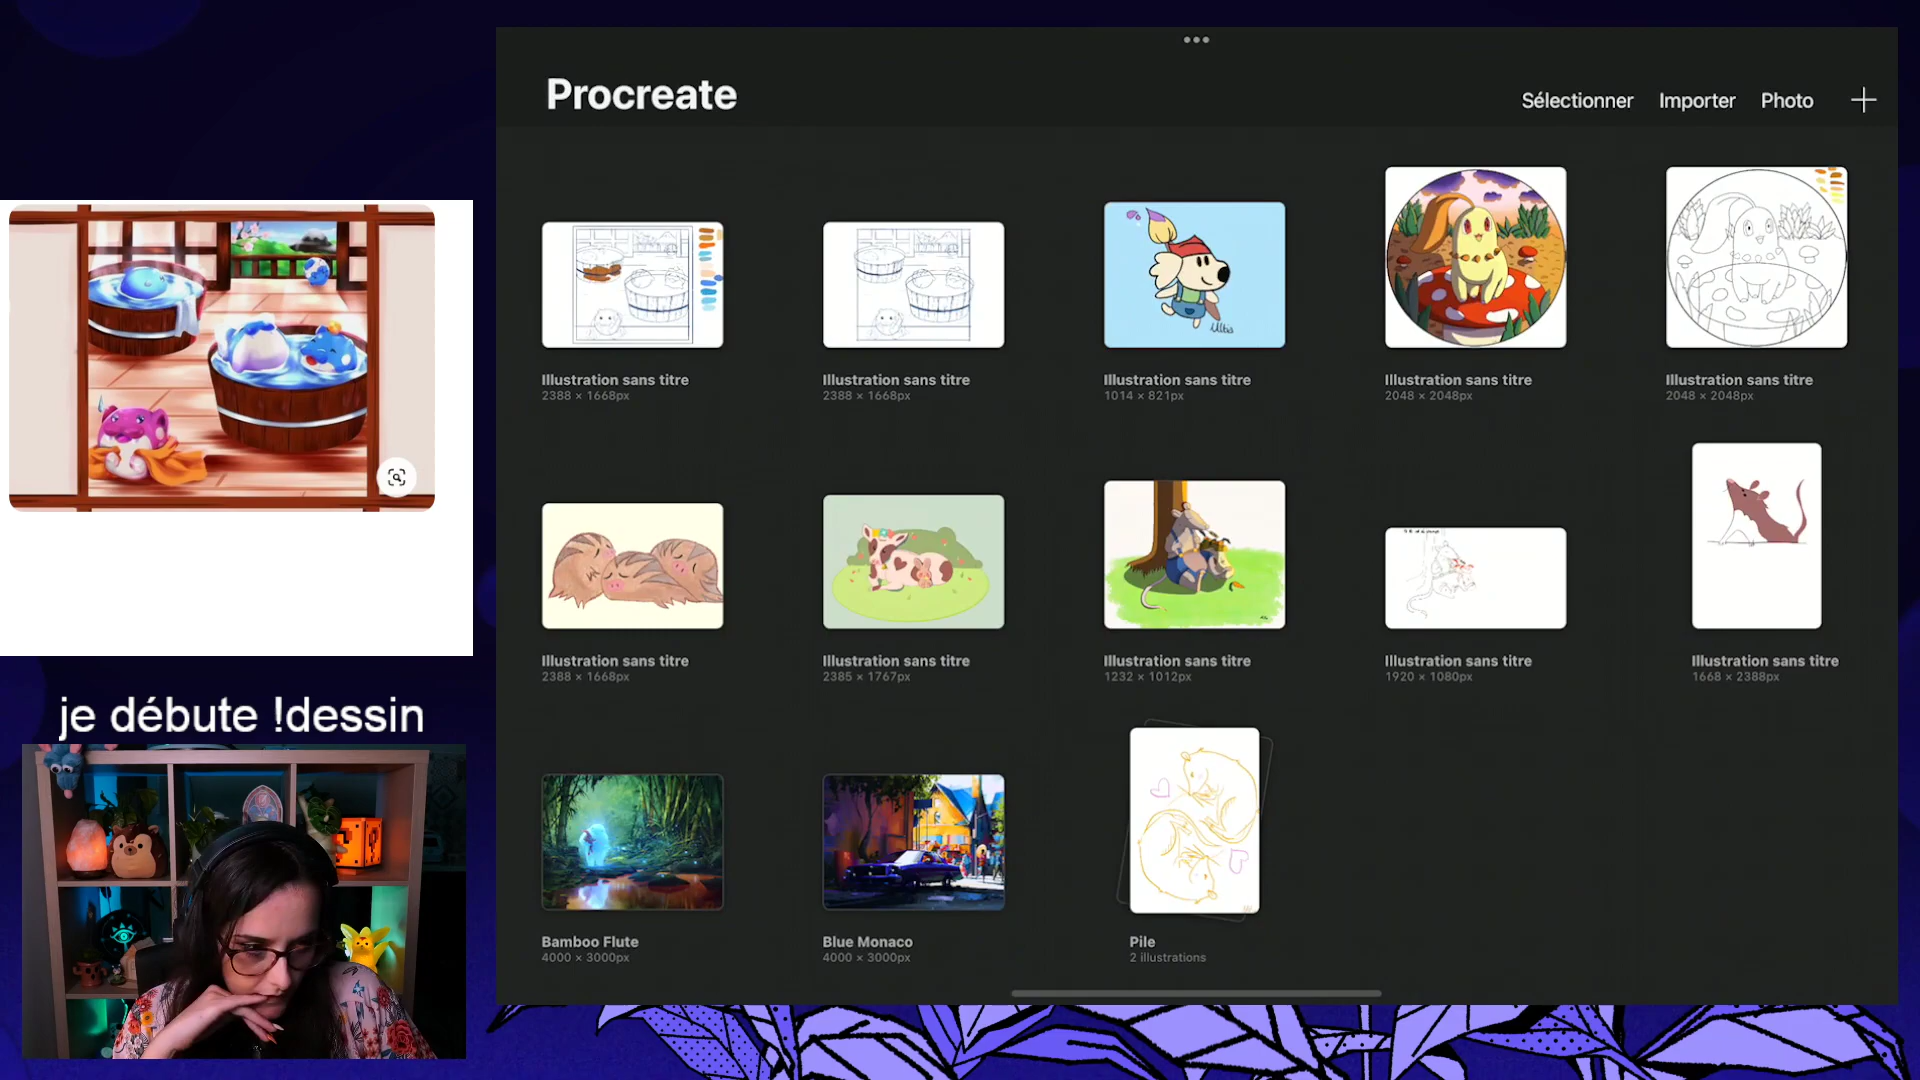 Procreate
Sélectionner Importer Photo
Illustration sans titre
2388 × 1668px
Illustration sans titre
2388 × 1668px
Illustration sans titre
1014 × 821px
Illustration sans titre
2048 × 2048px
Illustration sans titre
2048 × 2048px
Illustration sans titre
2388 × 1668px
Illustration sans titre
2385 × 1767px
Illustration sans titre
1232 × 1012px
Illustration sans titre
1920 × 1080px
Illustration sans titre
1668 × 2388px
Bamboo Flute
4000 × 3000px
Blue Monaco
4000 × 3000px
Pile
2 illustrations
je débute !dessin